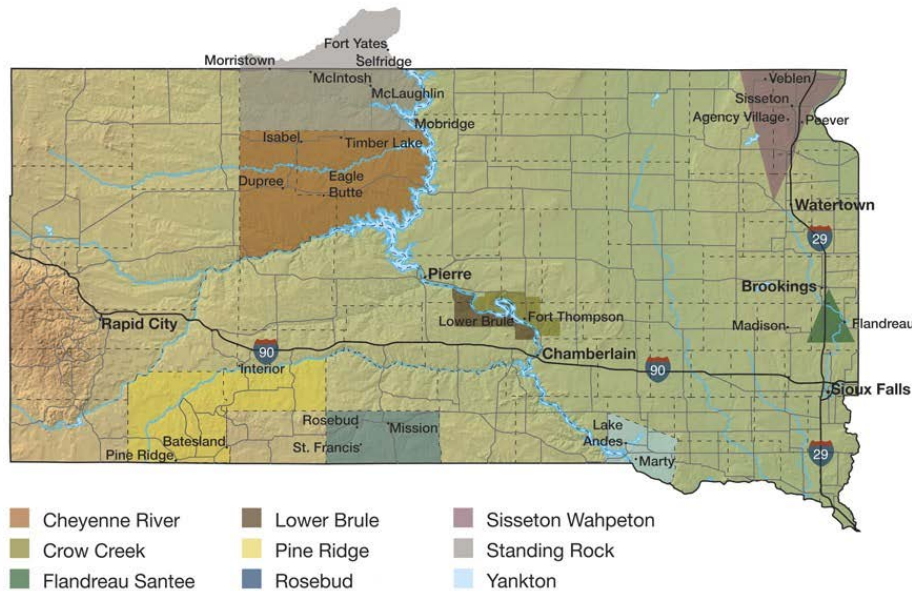 Fort Yates
Selfridge
Morristown
McIntosh
McLaughlin
Mobridge
Veblen
Sisseton
Agency Village
Peever
Isabel
Timber Lake
Dupree
Eagle
Butte
Watertown
29
Pierre
Brookings
Lower Brule
Fort Thompson
Madison
Flandreau
Rapid City
90
Interior
Chamberlain
90
Sioux Falls
Rosebud
Mission
Lake
Andes
Batesland
St. Francis
Pine Ridge
Marty
29
Cheyenne River
Lower Brule
Sisseton Wahpeton
Crow Creek
Pine Ridge
Standing Rock
Flandreau Santee
Rosebud
Yankton